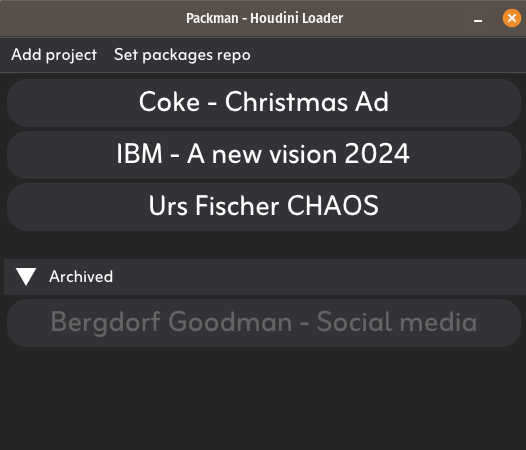 Packman - Houdini Loader
Add project Set packages repo
Coke - Christmas Ad
IBM - A new vision 2024
Urs Fischer CHAOS
Archived
Bergdorf Goodman - Social media